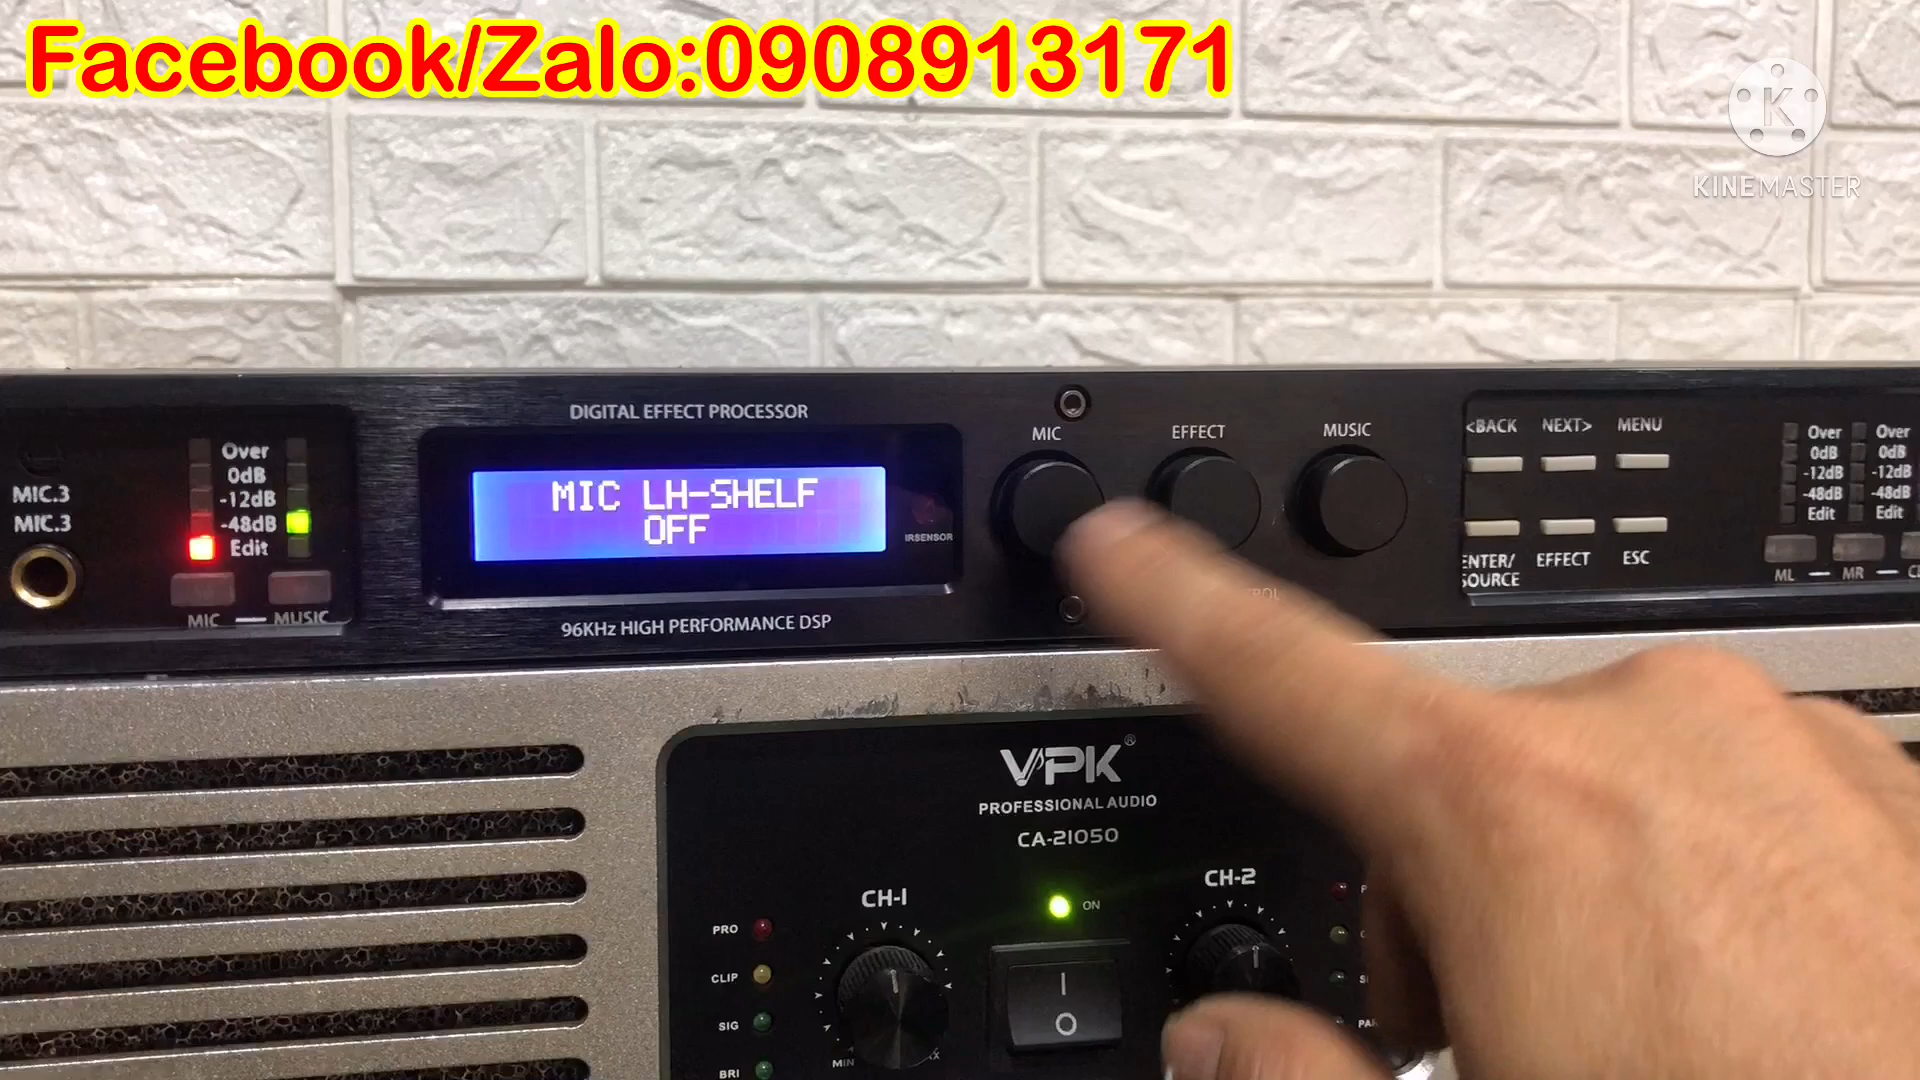 Facebook/Zalo:0908913171
KINEMASTER
DIGITAL EFFECT PROCESSOR
MIC LH-SHELF
OFF
IRSENSOR
96KHz HIGH PERFORMANCE DSP
MIC.3
MIC.3
Over
0dB
-12dB
-48dB
Edit
MIC
MUSIC
MIC
EFFECT
MUSIC
<BACK
NEXT>
MENU
ENTER/
SOURCE
EFFECT
ESC
Over
0dB
-12dB
-48dB
Edit
Over
0dB
-12dB
-48dB
Edit
ML
MR
VPK®
PROFESSIONAL AUDIO
CA-21050
CH-1
ON
CH-2
PRO
CLIP
SIG
BRI
MIN
I
O